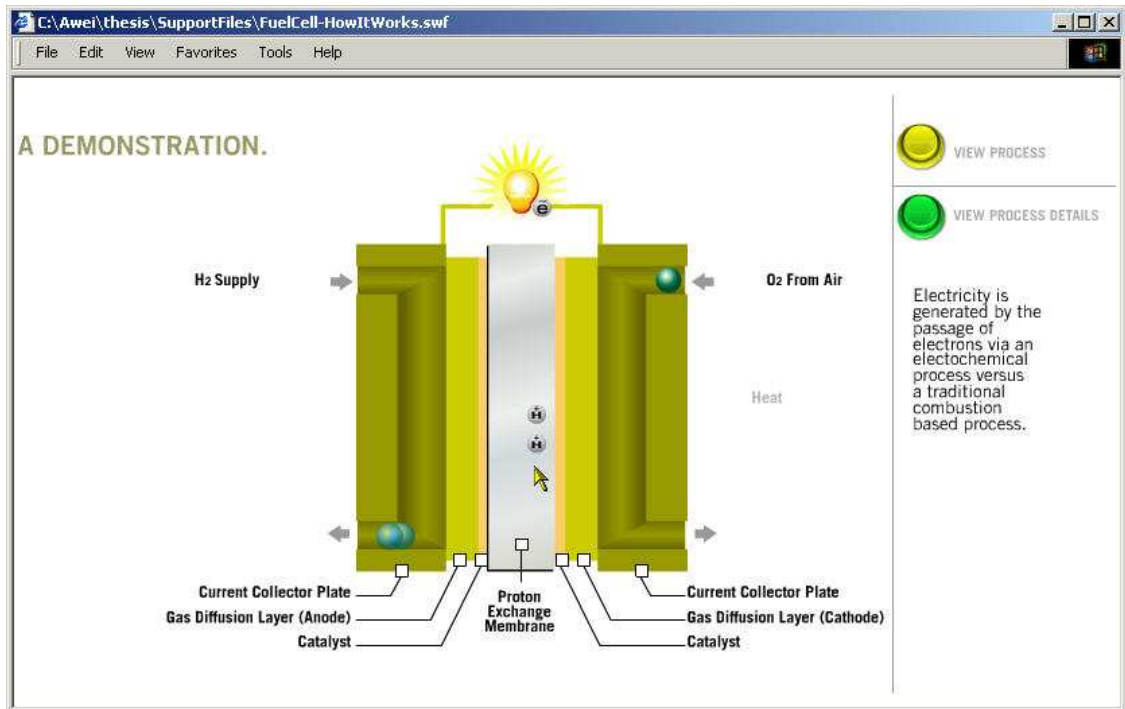 C:\Awei\thesis\SupportFiles\FuelCell-HowItWorks.swf
File Edit View Favorites Tools Help
A DEMONSTRATION.
VIEW PROCESS
VIEW PROCESS DETAILS
ē
H2 Supply
O2 From Air
Electricity is
generated by the
passage of
electrons via an
electochemical
process versus
a traditional
combustion
based process.
Heat
H
H
Current Collector Plate
Gas Diffusion Layer (Anode)
Catalyst
Proton
Exchange
Membrane
Current Collector Plate
Gas Diffusion Layer (Cathode)
Catalyst